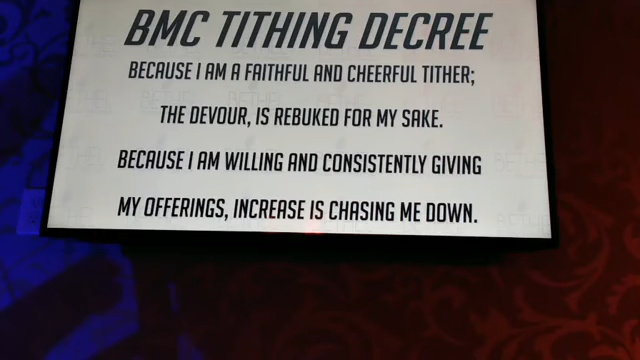 BMC TITHING DECREE
BECAUSE I AM A FAITHFUL AND CHEERFUL TITHER;
THE DEVOUR, IS REBUKED FOR MY SAKE.
BECAUSE I AM WILLING AND CONSISTENTLY GIVING
MY OFFERINGS, INCREASE IS CHASING ME DOWN.